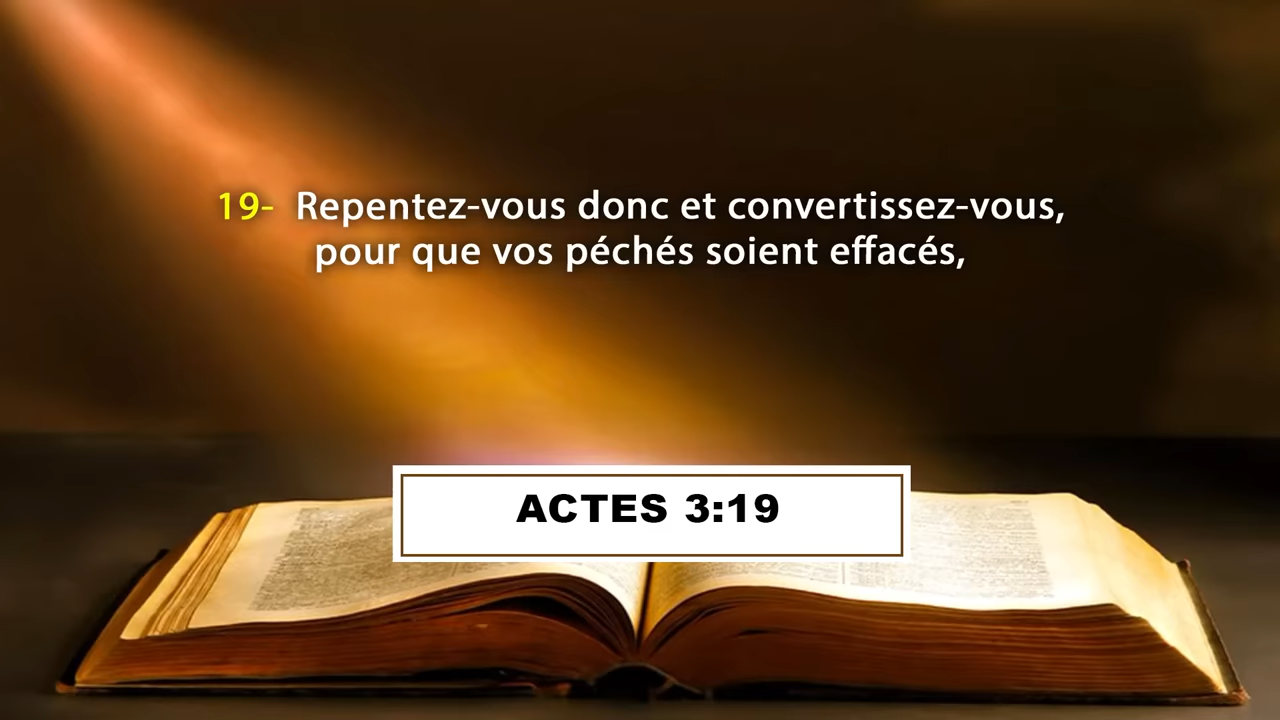 19- Repentez-vous donc et convertissez-vous,
pour que vos péchés soient effacés,
ACTES 3:19